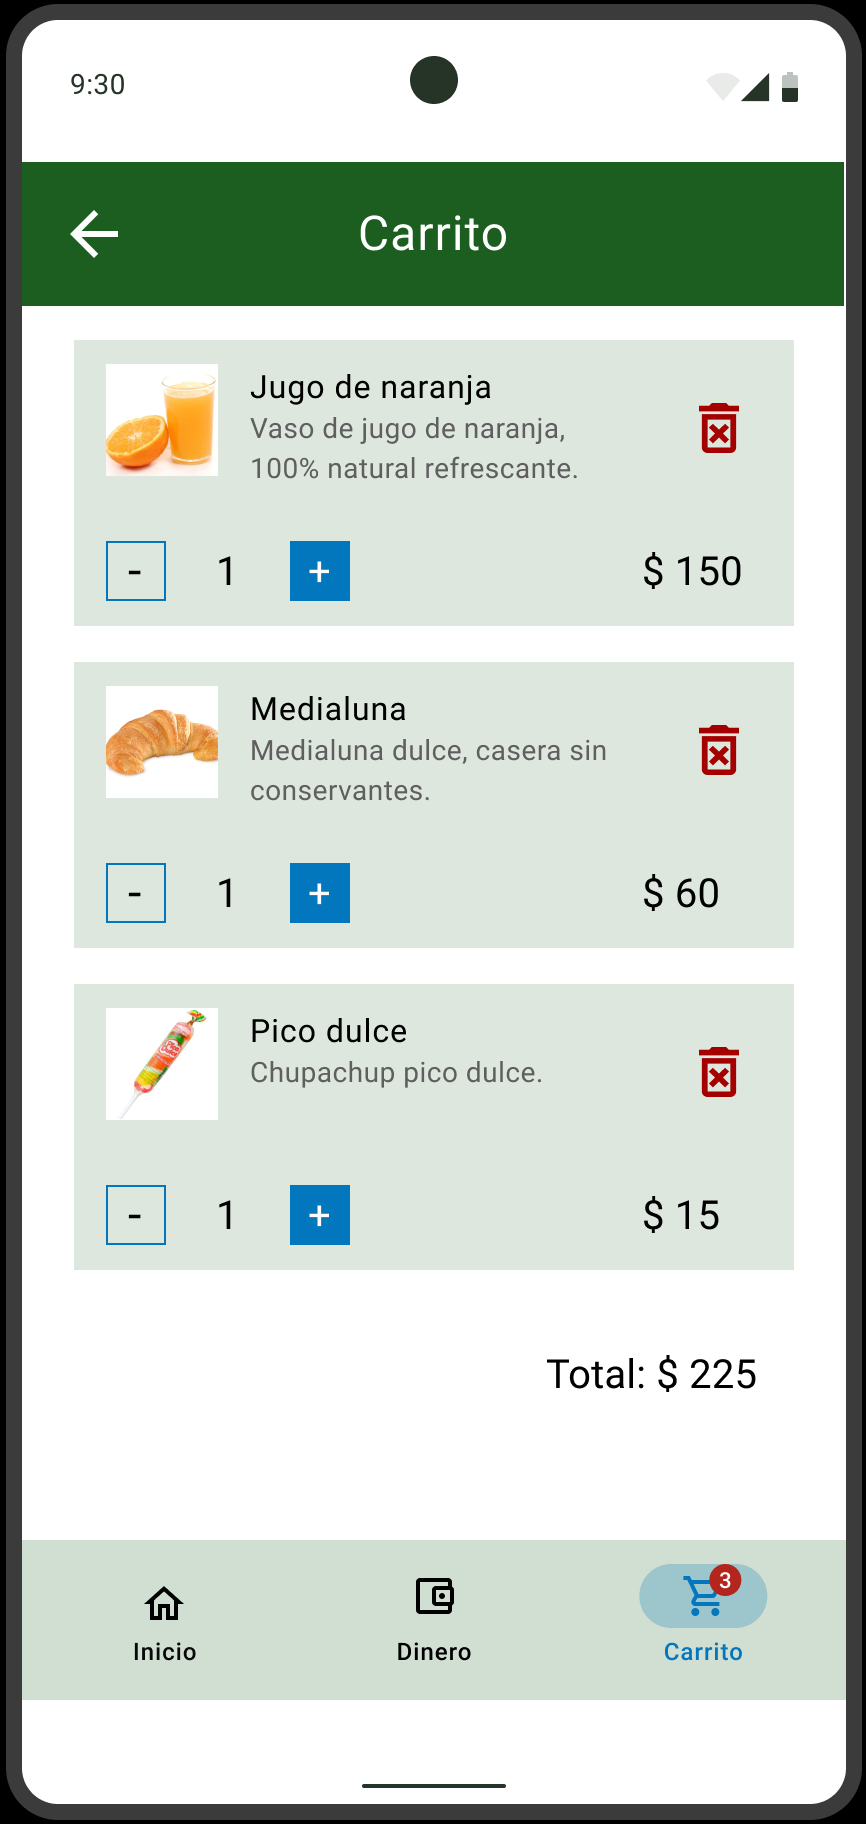 9:30
Carrito
Jugo de naranja
Vaso de jugo de naranja,
100% natural refrescante.
- 1 + $ 150
Medialuna
Medialuna dulce, casera sin
conservantes.
- 1 + $ 60
Pico dulce
Chupachup pico dulce.
- 1 + $ 15
Total: $ 225
3
Inicio Dinero Carrito